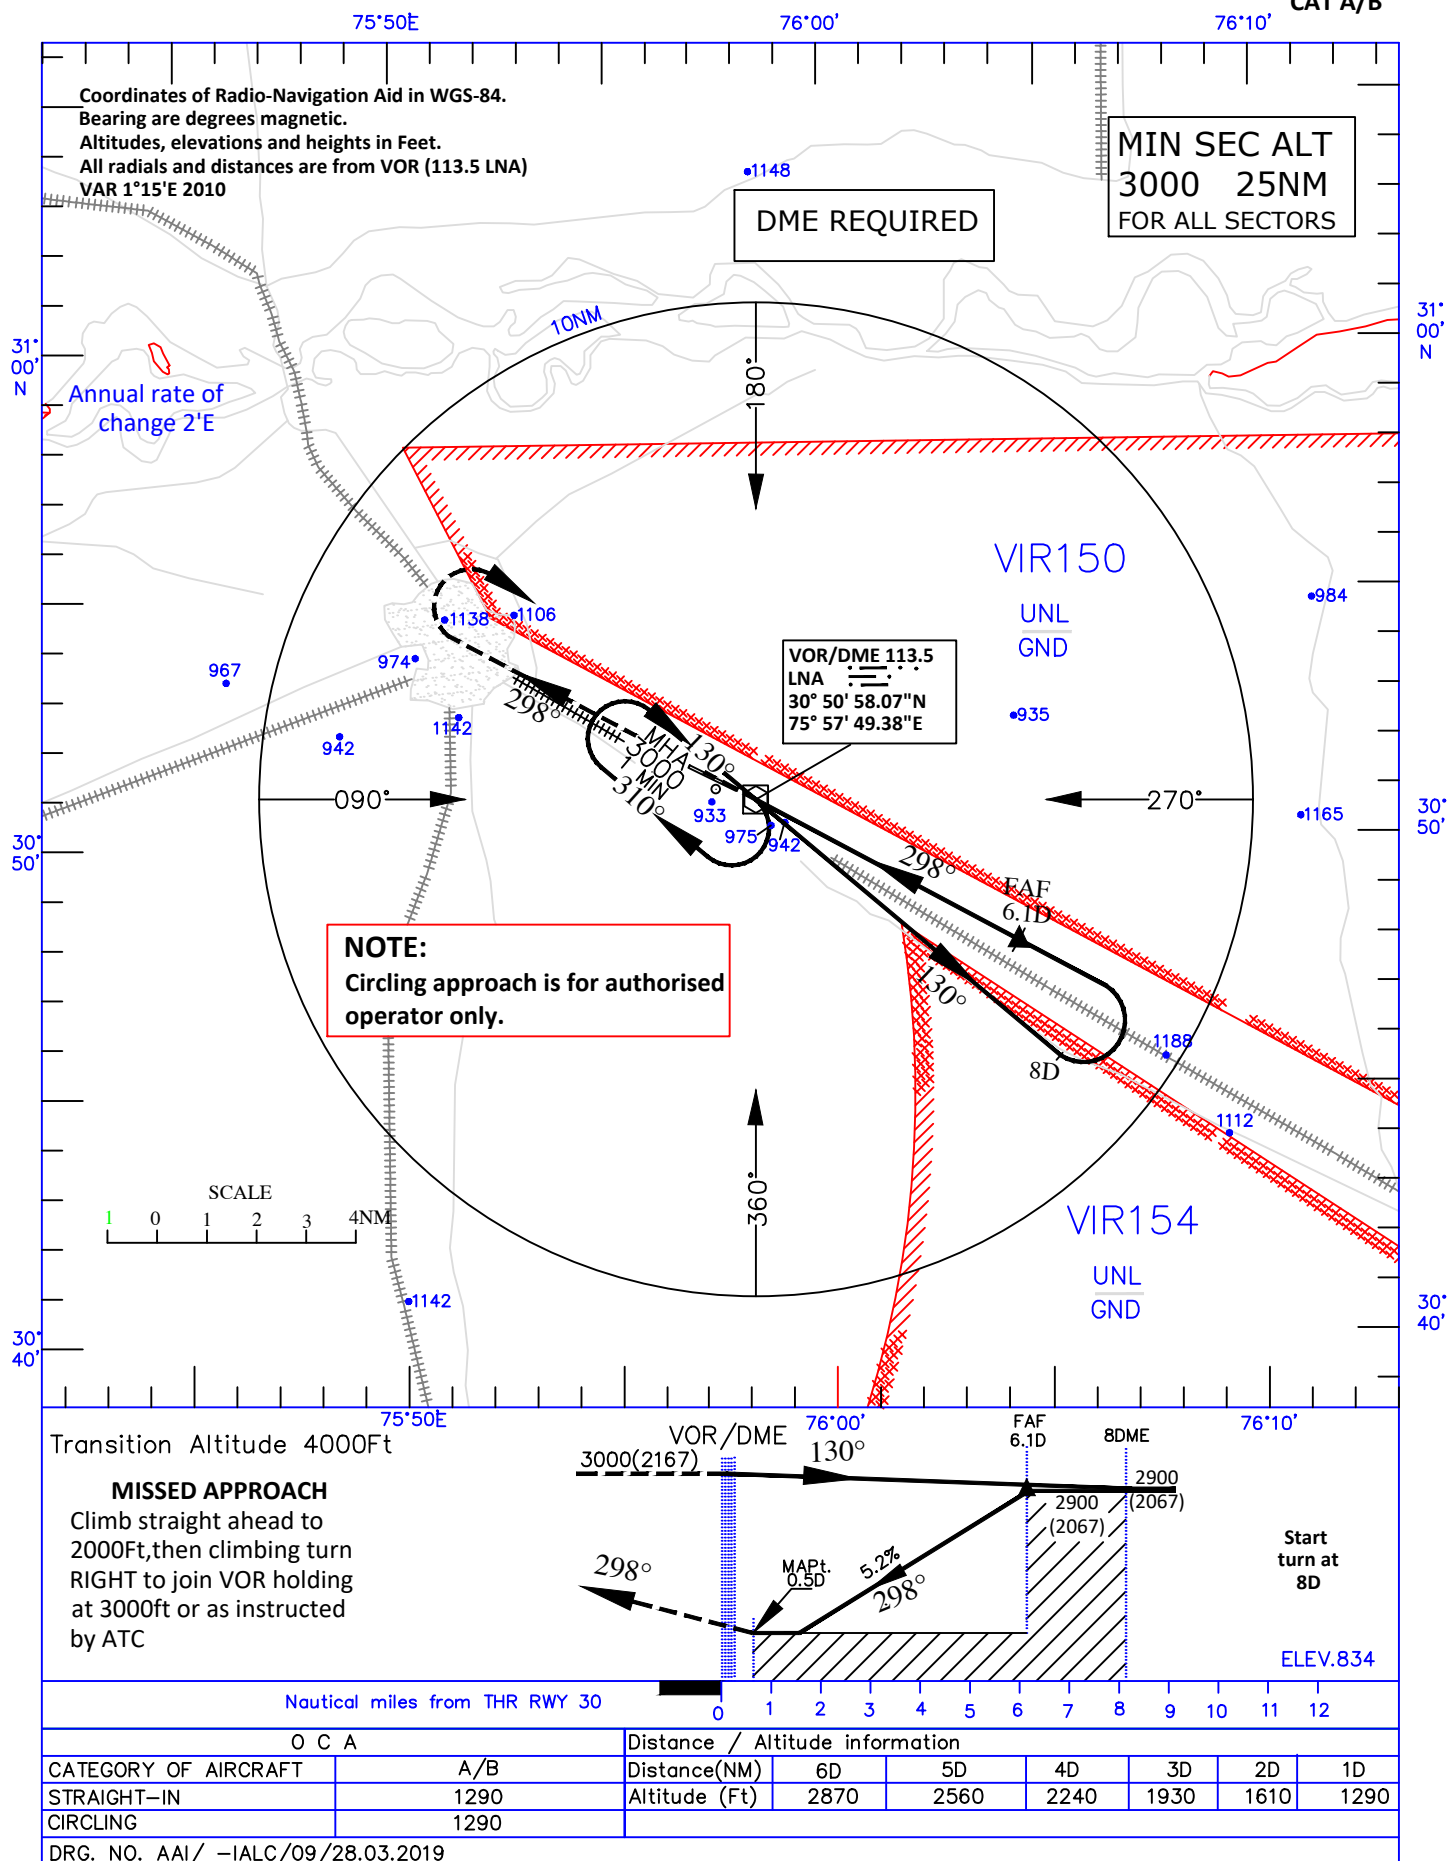 CAT A/B
75°50'E
76°00'
76°10'
Coordinates of Radio-Navigation Aid in WGS-84.
Bearing are degrees magnetic.
Altitudes, elevations and heights in Feet.
All radials and distances are from VOR (113.5 LNA)
VAR 1°15'E 2010
MIN SEC ALT
3000 25NM
FOR ALL SECTORS
1148
DME REQUIRED
10NM
31°
00'
N
31°
00'
N
Annual rate of
change 2'E
180°
VIR150
UNL
GND
984
1138
1106
974
967
1142
942
VOR/DME 113.5
LNA
30° 50' 58.07"N
75° 57' 49.38"E
935
298°
MHA
3000
1 MIN
130°
310°
090°
270°
933
975
942
1165
30°
50'
30°
50'
298°
FAF
6.1D
NOTE:
Circling approach is for authorised
operator only.
130°
8D
1188
1112
360°
SCALE
1 0 1 2 3 4NM
VIR154
UNL
GND
1142
30°
40'
30°
40'
75°50'E
76°00'
76°10'
Transition Altitude 4000Ft
VOR/DME
FAF
6.1D
8DME
3000(2167)
130°
2900
(2067)
2900
(2067)
MISSED APPROACH
Climb straight ahead to
2000Ft,then climbing turn
RIGHT to join VOR holding
at 3000ft or as instructed
by ATC
298°
MAPt.
0.5D
5.2%
298°
Start
turn at
8D
ELEV.834
Nautical miles from THR RWY 30
0 1 2 3 4 5 6 7 8 9 10 11 12
O C A
Distance / Altitude information
CATEGORY OF AIRCRAFT A/B
Distance(NM) 6D 5D 4D 3D 2D 1D
STRAIGHT-IN 1290
Altitude (Ft) 2870 2560 2240 1930 1610 1290
CIRCLING 1290
DRG. NO. AAI/ -IALC/09/28.03.2019